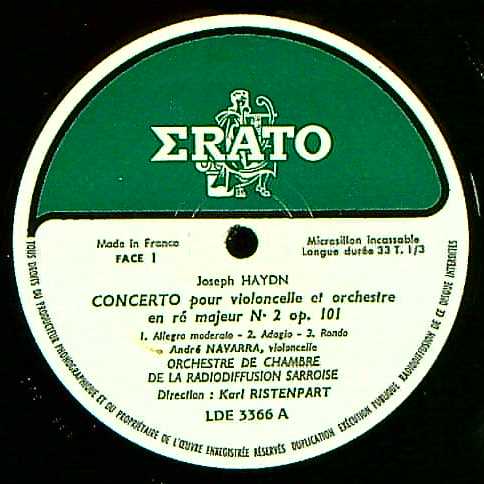 ΣRATO
Made in France
FACE 1
Microsillon incassable
Longue durée 33 T. 1/3
Joseph HAYDN
CONCERTO pour violoncelle et orchestre
en ré majeur N° 2 op. 101
1. Allegro moderato - 2. Adagio - 3. Rondo
André NAVARRA, violoncelle
ORCHESTRE DE CHAMBRE
DE LA RADIODIFFUSION SARROISE
Direction : Karl RISTENPART
LDE 3366 A
TOUS DROITS DU PRODUCTEUR PHONOGRAPHIQUE ET DU PROPRIÉTAIRE DE L'ŒUVRE ENREGISTRÉE RÉSERVÉS DUPLICATION EXÉCUTION PUBLIQUE RADIODIFFUSION DE CE DISQUE INTERDITES